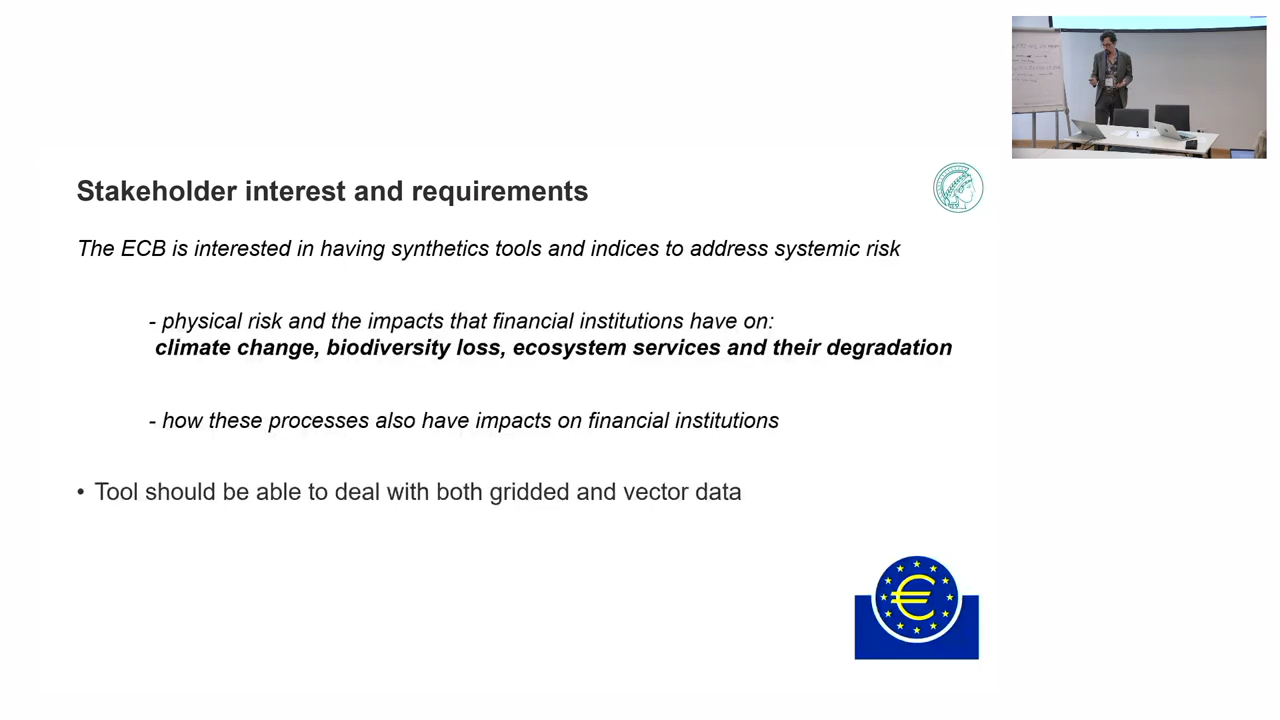 Stakeholder interest and requirements
The ECB is interested in having synthetics tools and indices to address systemic risk
- physical risk and the impacts that financial institutions have on:
climate change, biodiversity loss, ecosystem services and their degradation
- how these processes also have impacts on financial institutions
• Tool should be able to deal with both gridded and vector data